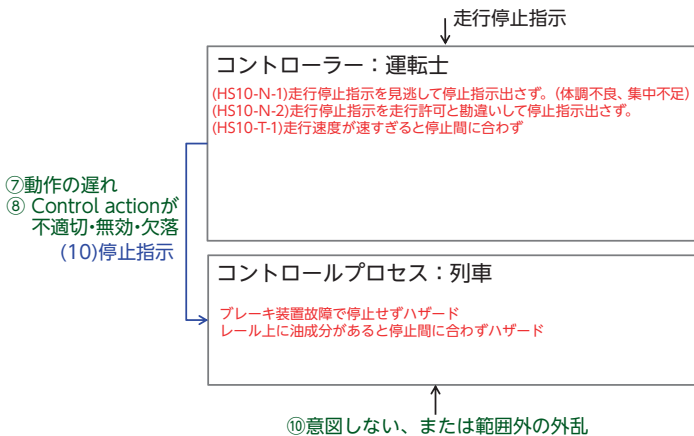 走行停止指示
コントローラー：運転士
(HS10-N-1)走行停止指示を見逃して停止指示出さず。（体調不良、集中不足）
(HS10-N-2)走行停止指示を走行許可と勘違いして停止指示出さず。
(HS10-T-1)走行速度が速すぎると停止間に合わず
⑦動作の遅れ
⑧ Control actionが
不適切･無効･欠落
(10)停止指示
コントロールプロセス：列車
ブレーキ装置故障で停止せずハザード
レール上に油成分があると停止間に合わずハザード
⑩意図しない、または範囲外の外乱